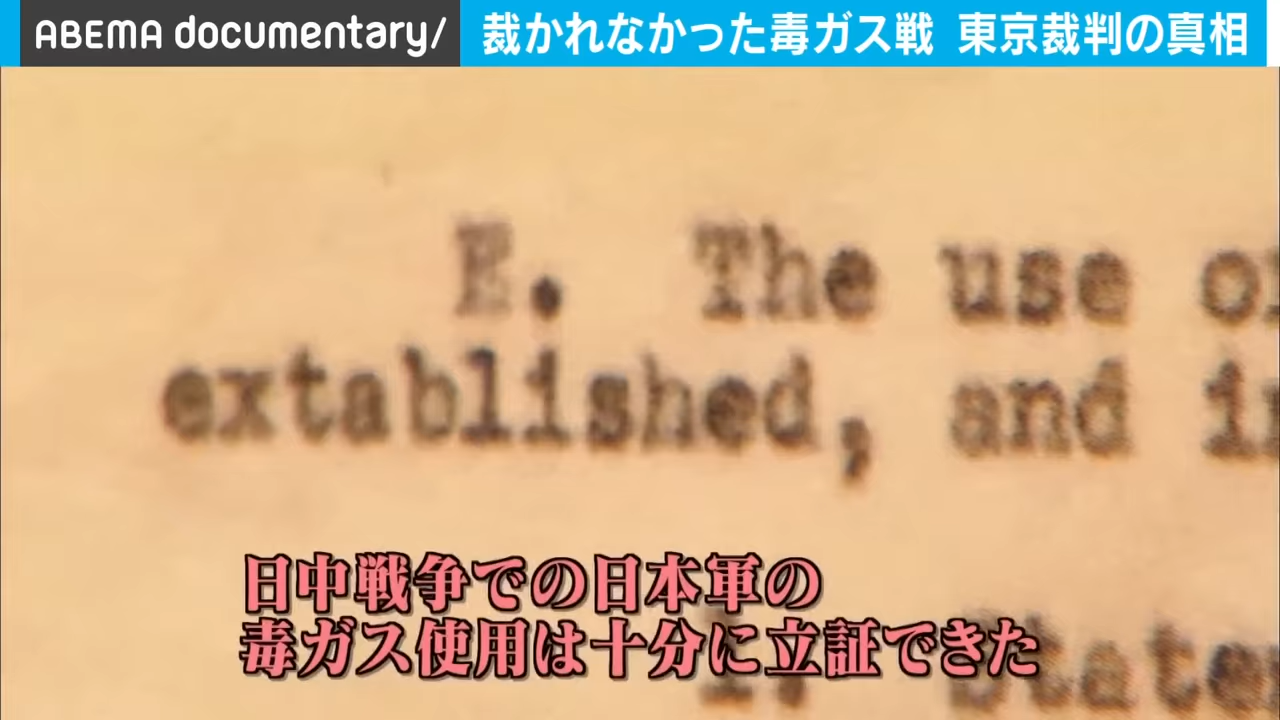 ABEMA documentary/ 裁かれなかった毒ガス戦 東京裁判の真相
E. The use
extablished, and
日中戦争での日本軍の
毒ガス使用は十分に立証できた